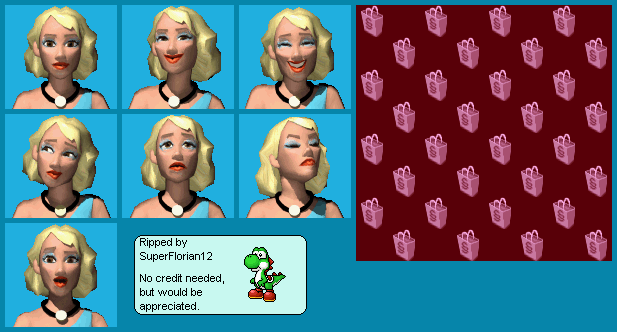 Ripped by
SuperFlorian12
No credit needed,
but would be
appreciated.